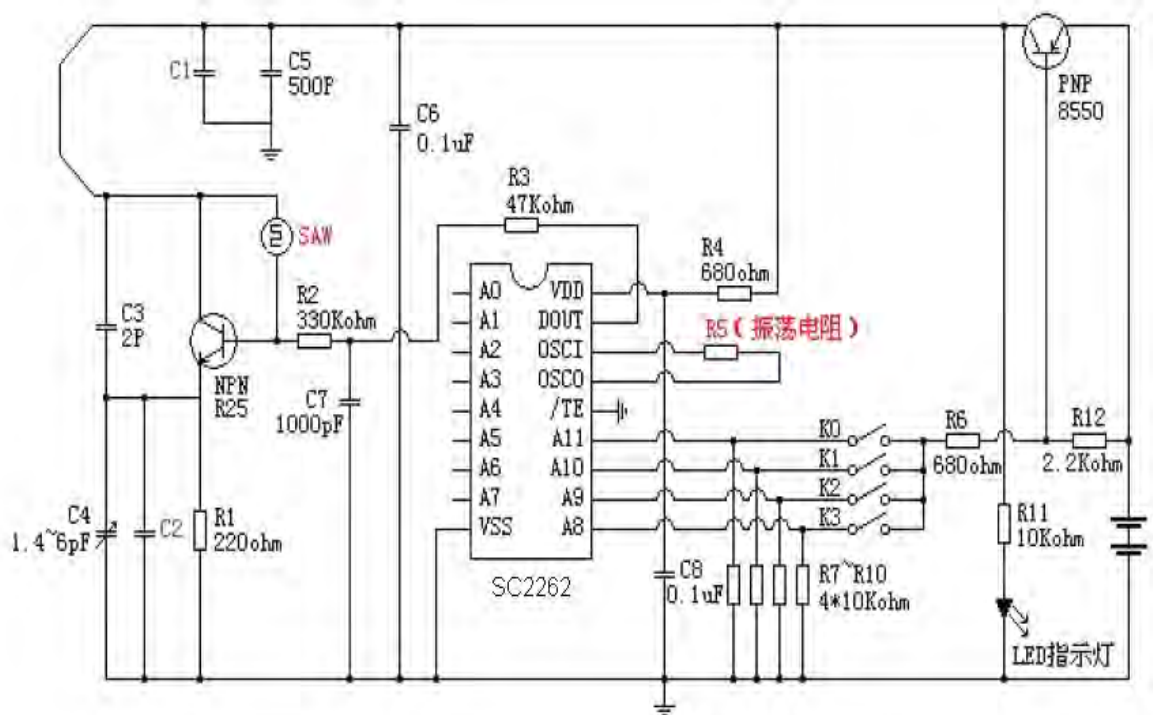 C1
C5
500P
C6
0.1uF
PNP
8550
R3
47Kohm
SAW
R4
680ohm
R2
330Kohm
C3
2P
NPN
R25
C7
1000pF
A0 VDD
A1 DOUT
A2 OSCI
A3 OSCO
A4 /TE
A5 A11
A6 A10
A7 A9
VSS A8
SC2262
R5(振荡电阻)
K0
K1
K2
K3
R6
680ohm
R12
2.2Kohm
C4
1.4~6pF
C2
R1
220ohm
C8
0.1uF
R7~R10
4*10Kohm
R11
10Kohm
LED指示灯